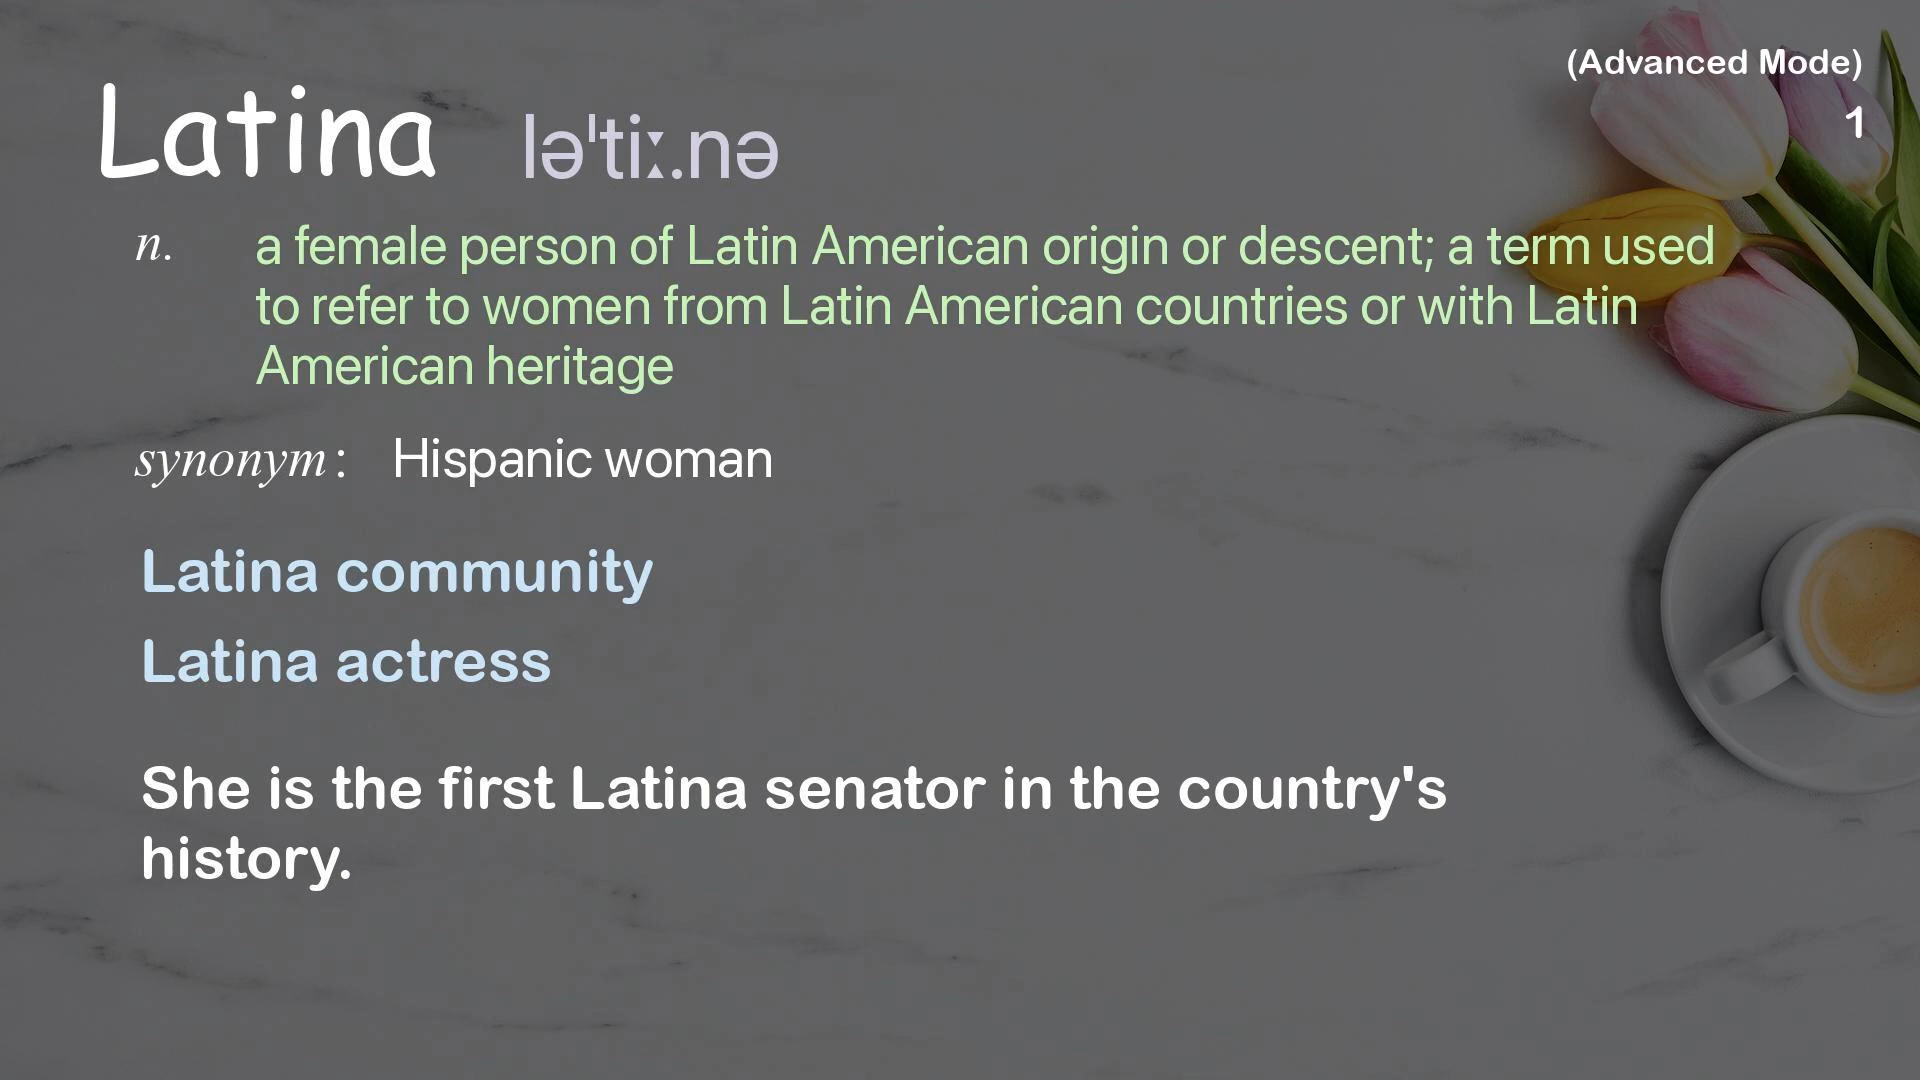 (Advanced Mode)
1
Latina ləˈtiː.nə
n. a female person of Latin American origin or descent; a term used
to refer to women from Latin American countries or with Latin
American heritage
synonym: Hispanic woman
Latina community
Latina actress
She is the first Latina senator in the country's
history.